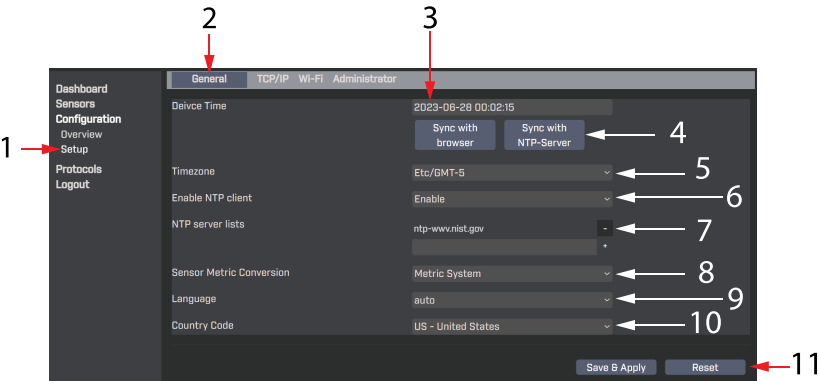 2
3
General TCP/IP Wi-Fi Administrator
Dashboard
Sensors
Configuration
Overview
1
Setup
Protocols
Logout
Deivce Time
2023-06-28 00:02:15
Sync with
browser
Sync with
NTP-Server
4
Timezone
Etc/GMT-5
5
Enable NTP client
Enable
6
NTP server lists
ntp-wwv.nist.gov
-
7
+
Sensor Metric Conversion
Metric System
8
Language
auto
9
Country Code
US - United States
10
Save & Apply
Reset
11